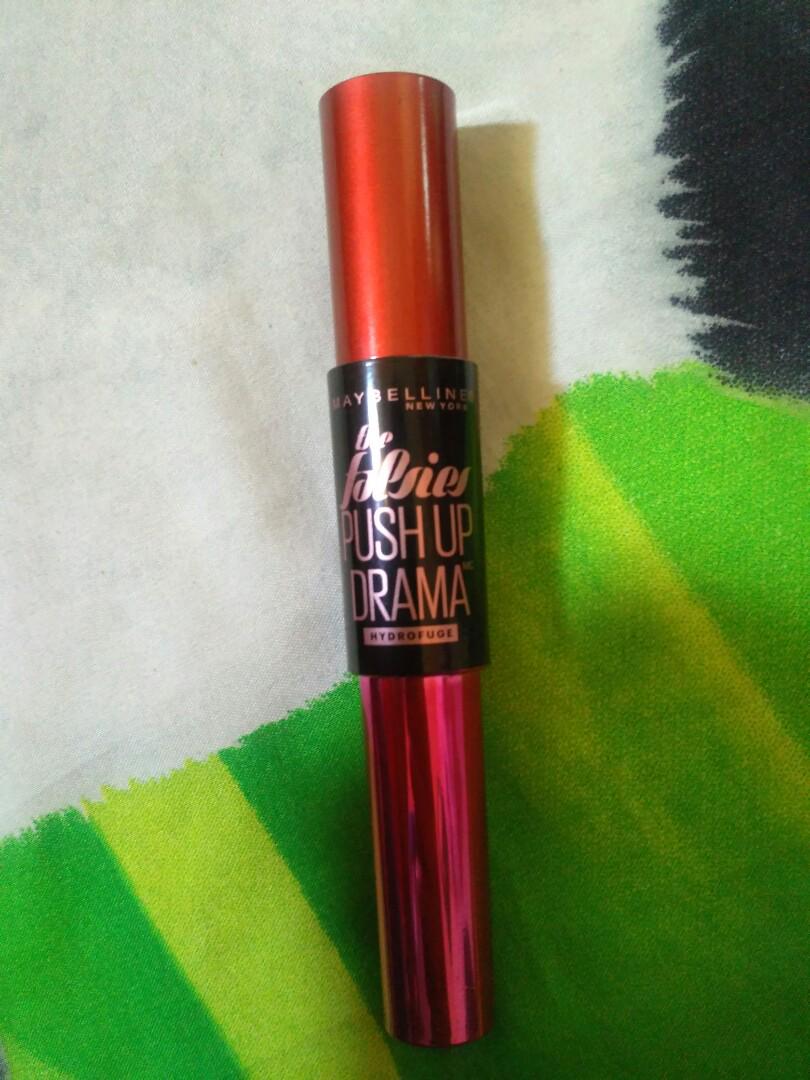 MAYBELLINE
NEW YORK
the
falsies
PUSH UP
DRAMA MC
HYDROFUGE